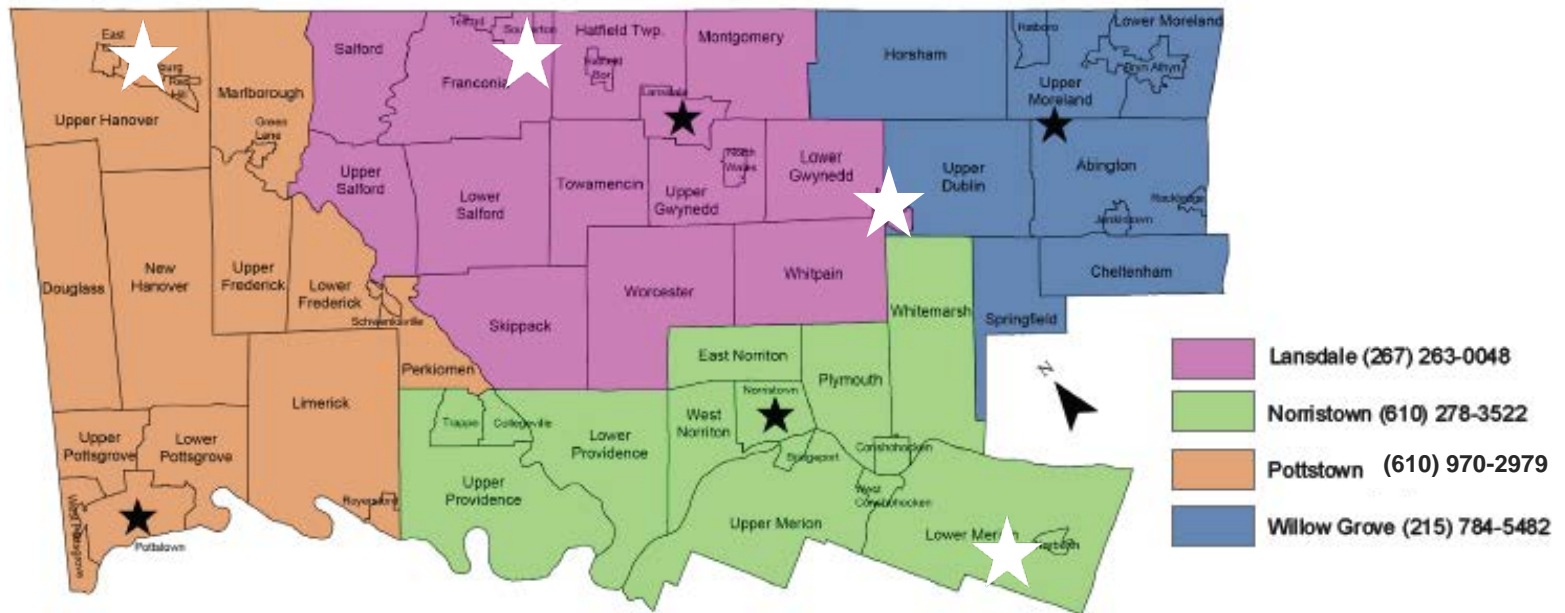 East
Telford
Salford
Hatfield Twp.
Montgomery
Horsham
Hatboro
Lower Moreland
Bryn Athyn
Upper
Moreland
Red
Hill
Franconia
Marlborough
Upper Hanover
Green
Lane
Lansdale
North
Wales
Lower
Gwynedd
Upper
Dublin
Abington
Rockledge
Jenkintown
Upper
Salford
Lower
Salford
Towamencin
Upper
Gwynedd
Cheltenham
Douglass
New
Hanover
Upper
Frederick
Lower
Frederick
Schwenksville
Skippack
Worcester
Whitpain
Whitemarsh
Springfield
Perkiomen
East Norriton
Plymouth
Norristown
West
Norriton
Limerick
Trappe
Collegeville
Lower
Providence
Bridgeport
Conshohocken
West
Conshohocken
Upper
Pottsgrove
Lower
Pottsgrove
West Pottsgrove
Pottstown
Royersford
Upper
Providence
Upper Merion
Lower Merion
N
Lansdale (267) 263-0048
Norristown (610) 278-3522
Pottstown (610) 970-2979
Willow Grove (215) 784-5482